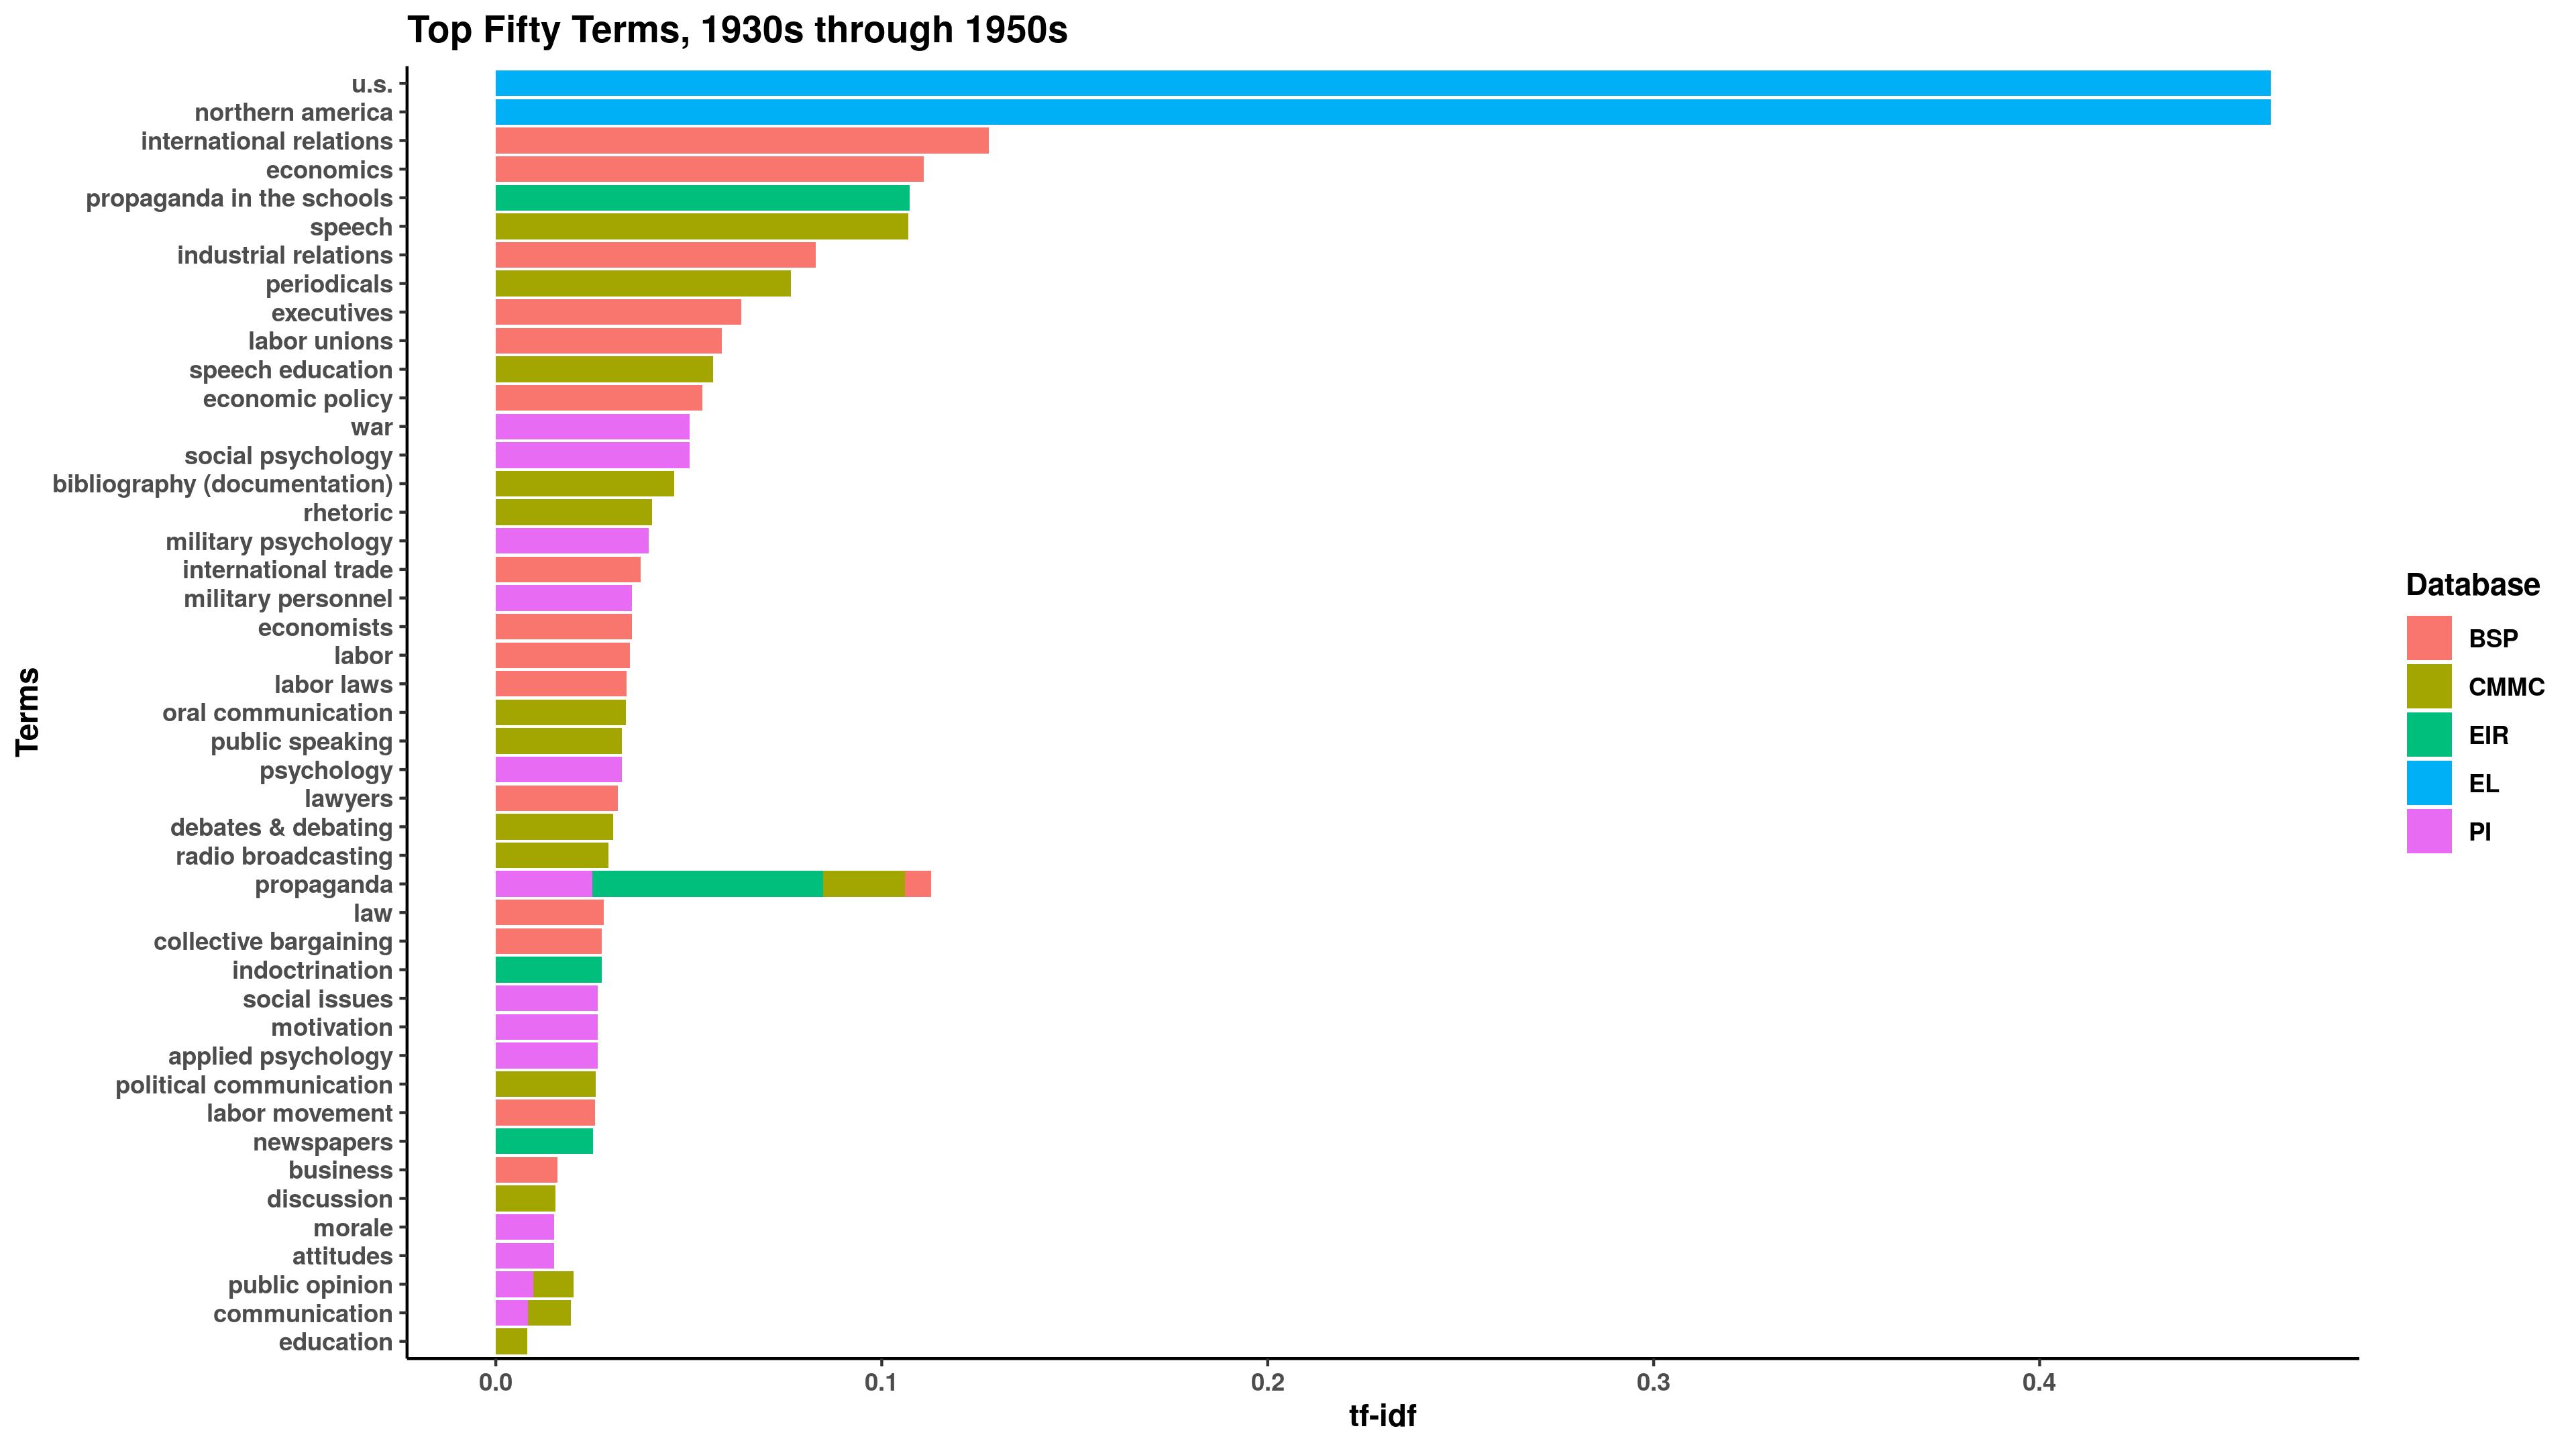 Top Fifty Terms, 1930s through 1950s
u.s.
northern america
international relations
economics
propaganda in the schools
speech
industrial relations
periodicals
executives
labor unions
speech education
economic policy
war
social psychology
bibliography (documentation)
rhetoric
military psychology
international trade
military personnel
economists
labor
labor laws
oral communication
public speaking
psychology
lawyers
debates & debating
radio broadcasting
propaganda
law
collective bargaining
indoctrination
social issues
motivation
applied psychology
political communication
labor movement
newspapers
business
discussion
morale
attitudes
public opinion
communication
education
Terms
0.0 0.1 0.2 0.3 0.4
tf-idf
Database
BSP
CMMC
EIR
EL
PI